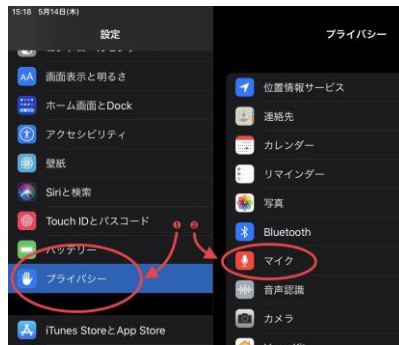 15:18 5月14日(木)
設定
画面表示と明るさ
AA
ホーム画面とDock
アクセシビリティ
壁紙
Siriと検索
Touch IDとパスコード
バッテリー
プライバシー
iTunes StoreとApp Store
❶ ❷
プライバシー
位置情報サービス
連絡先
カレンダー
リマインダー
写真
Bluetooth
マイク
音声認識
カメラ